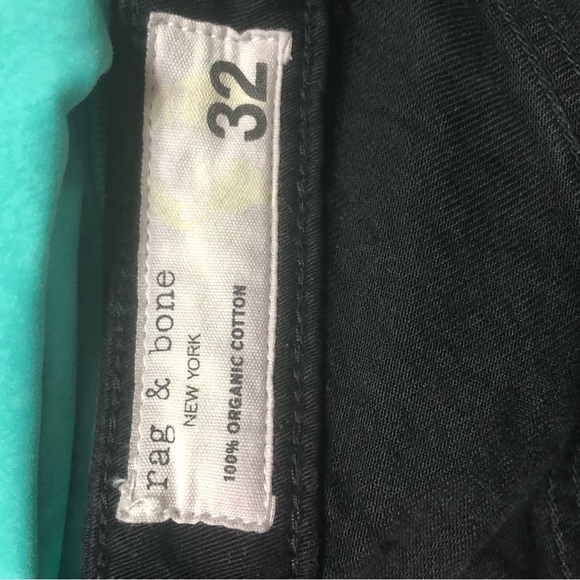 rag & bone
NEW YORK
100% ORGANIC COTTON
32